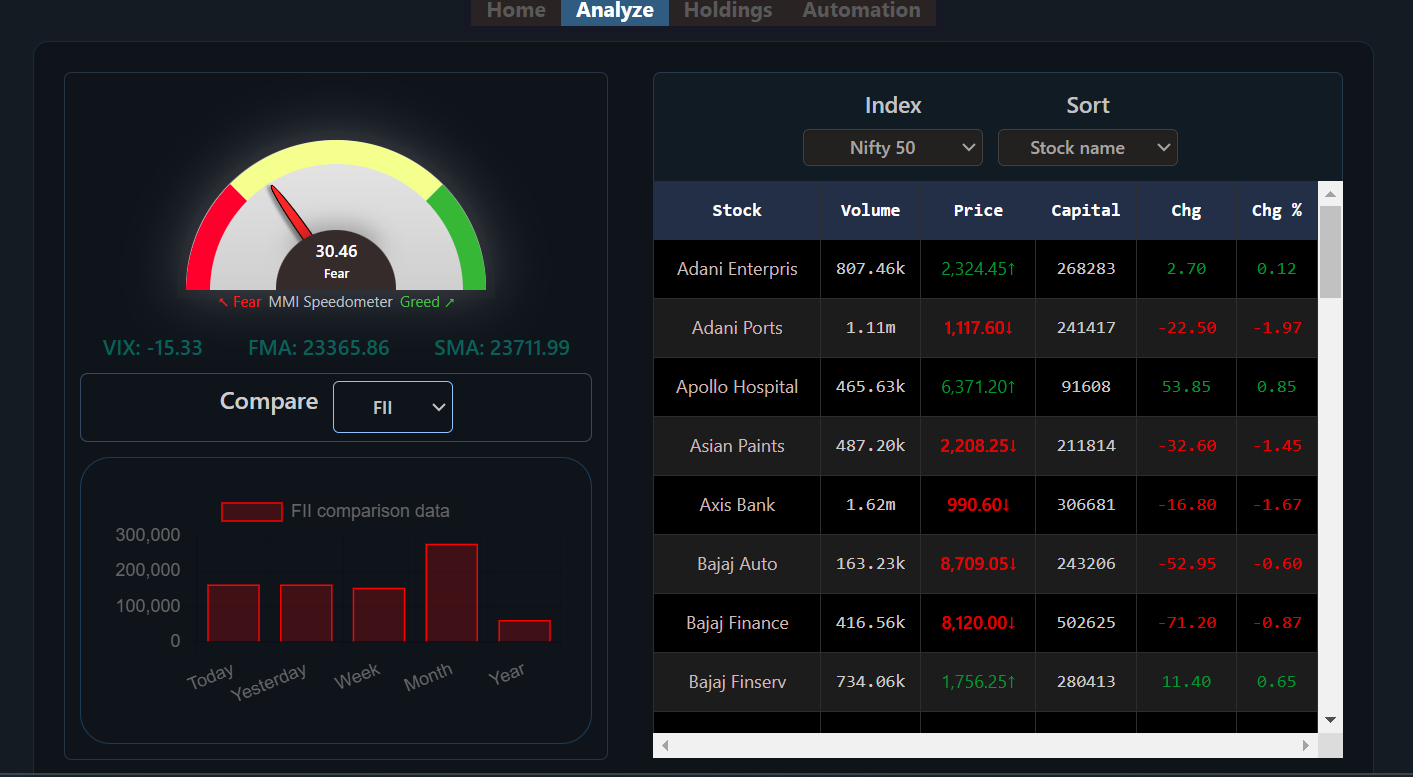 Home Analyze Holdings Automation
30.46
Fear
↖ Fear MMI Speedometer Greed ↗
VIX: -15.33 FMA: 23365.86 SMA: 23711.99
Compare FII
FII comparison data
300,000
200,000
100,000
0
Today Yesterday Week Month Year
Index Sort
Nifty 50 Stock name
Stock Volume Price Capital Chg Chg %
Adani Enterpris 807.46k 2,324.45↑ 268283 2.70 0.12
Adani Ports 1.11m 1,117.60↓ 241417 -22.50 -1.97
Apollo Hospital 465.63k 6,371.20↑ 91608 53.85 0.85
Asian Paints 487.20k 2,208.25↓ 211814 -32.60 -1.45
Axis Bank 1.62m 990.60↓ 306681 -16.80 -1.67
Bajaj Auto 163.23k 8,709.05↓ 243206 -52.95 -0.60
Bajaj Finance 416.56k 8,120.00↓ 502625 -71.20 -0.87
Bajaj Finserv 734.06k 1,756.25↑ 280413 11.40 0.65